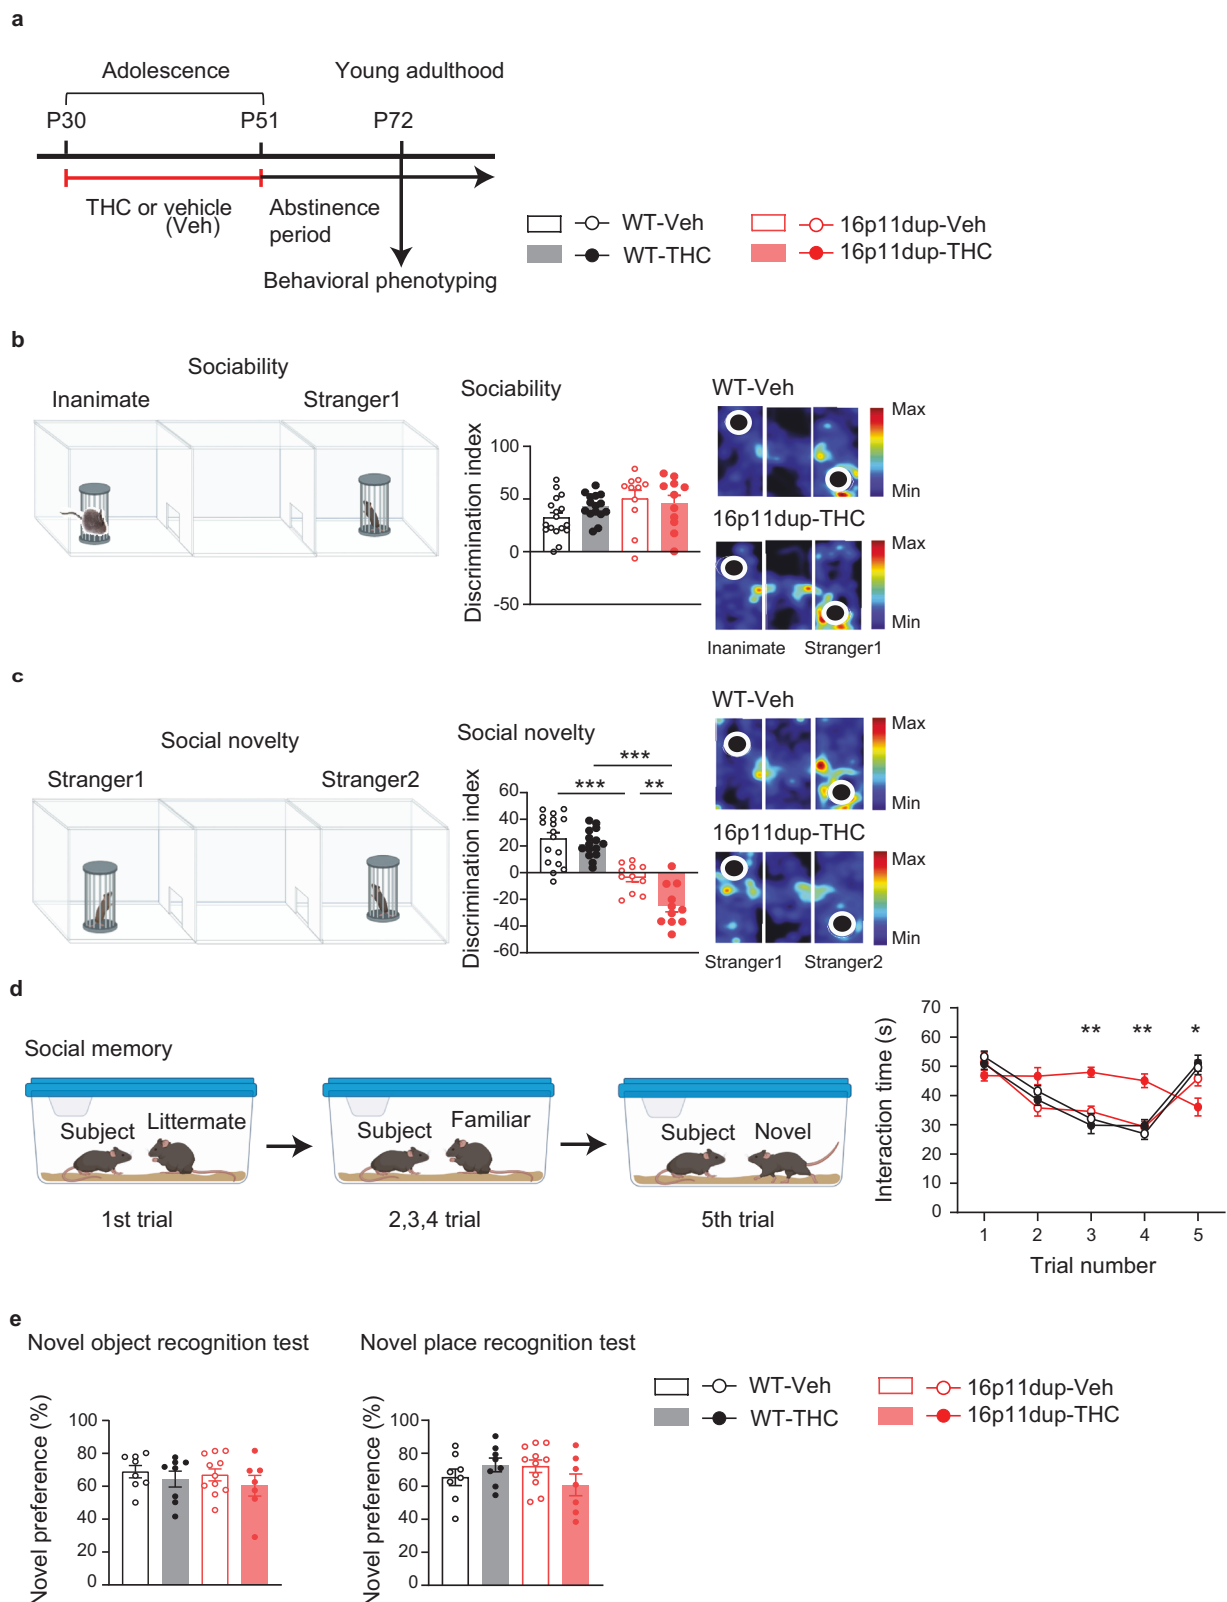 a
Adolescence
Young adulthood
P30
P51
P72
THC or vehicle
(Veh)
Abstinence
period
Behavioral phenotyping
WT-Veh
16p11dup-Veh
WT-THC
16p11dup-THC
b
Sociability
Inanimate
Stranger1
Sociability
Discrimination index
100
50
0
-50
WT-Veh
Max
Min
16p11dup-THC
Max
Min
Inanimate
Stranger1
c
Social novelty
Stranger1
Stranger2
Social novelty
***
***
**
Discrimination index
60
40
20
0
-20
-40
-60
WT-Veh
Max
Min
16p11dup-THC
Max
Min
Stranger1
Stranger2
d
Social memory
Subject
Littermate
1st trial
Subject
Familiar
2,3,4 trial
Subject
Novel
5th trial
Interaction time (s)
70
60
50
40
30
20
10
0
**
**
*
1 2 3 4 5
Trial number
e
Novel object recognition test
Novel preference (%)
100
80
60
40
20
0
Novel place recognition test
Novel preference (%)
100
80
60
40
20
0
WT-Veh
16p11dup-Veh
WT-THC
16p11dup-THC